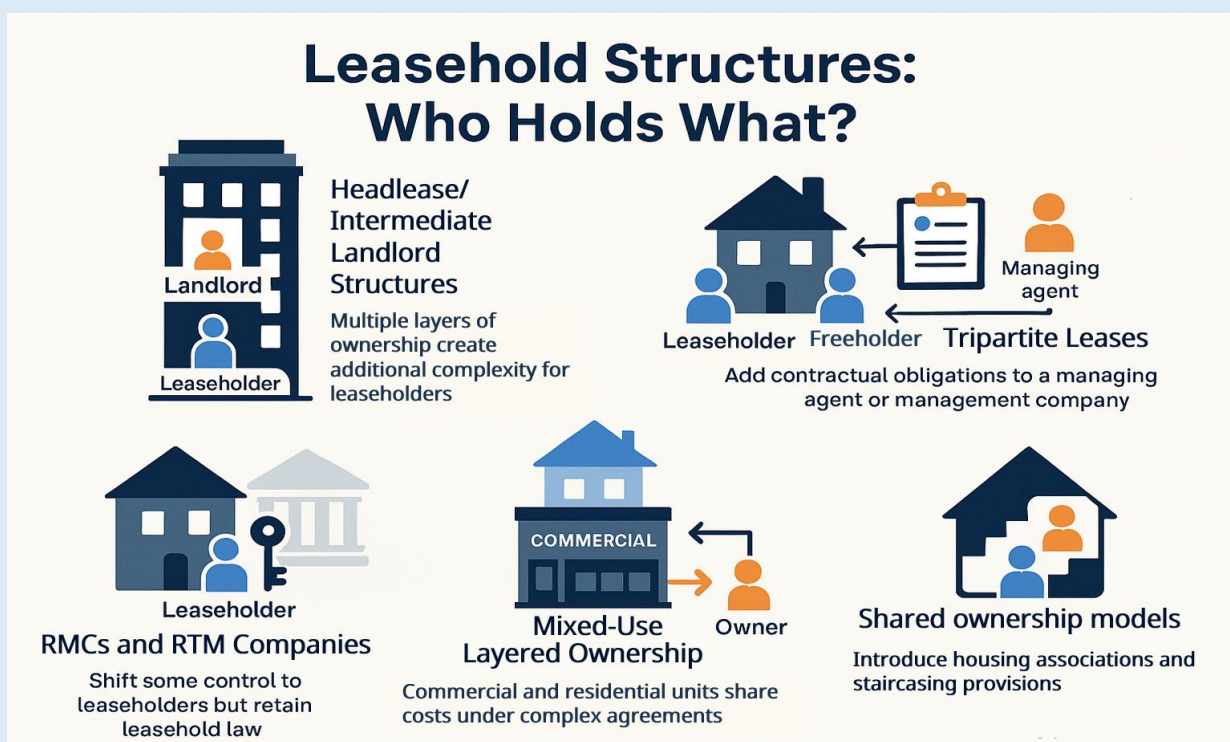 Leasehold Structures:
Who Holds What?
Landlord
Leaseholder
Headlease/
Intermediate
Landlord
Structures
Multiple layers of
ownership create
additional complexity for
leaseholders
Managing
agent
Leaseholder
Freeholder
Tripartite Leases
Add contractual obligations to a managing
agent or management company
Leaseholder
RMCs and RTM Companies
Shift some control to
leaseholders but retain
leasehold law
COMMERCIAL
Owner
Mixed-Use
Layered Ownership
Commercial and residential units share
costs under complex agreements
Shared ownership models
Introduce housing associations and
staircasing provisions